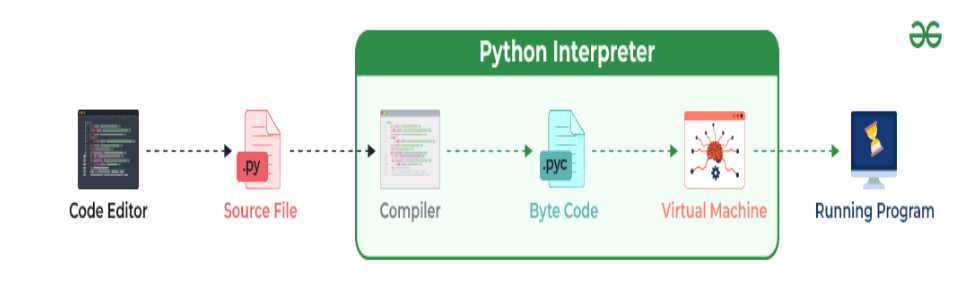 Python Interpreter
.py
.pyc
Code Editor
Source File
Compiler
Byte Code
Virtual Machine
Running Program